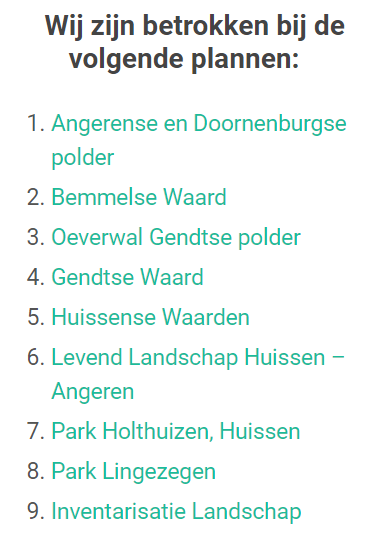 Wij zijn betrokken bij de
volgende plannen:
1. Angerense en Doornenburgse
polder
2. Bemmelse Waard
3. Oeverwal Gendtse polder
4. Gendtse Waard
5. Huissense Waarden
6. Levend Landschap Huissen –
Angeren
7. Park Holthuizen, Huissen
8. Park Lingezegen
9. Inventarisatie Landschap